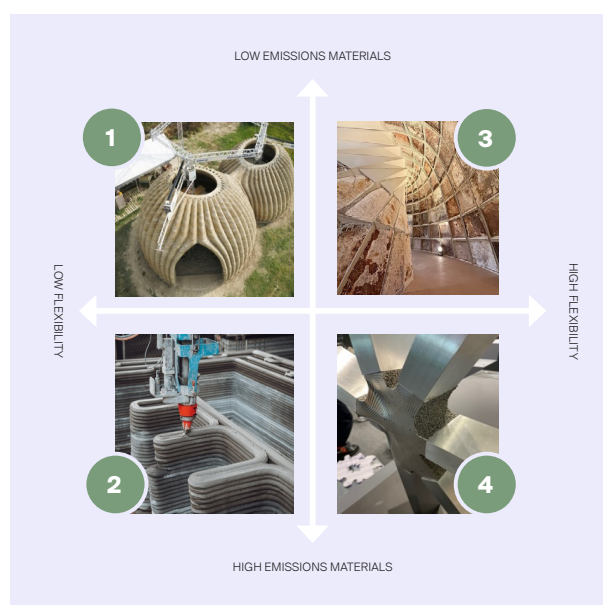 LOW EMISSIONS MATERIALS
1
3
LOW FLEXIBILITY
HIGH FLEXIBILITY
2
4
HIGH EMISSIONS MATERIALS